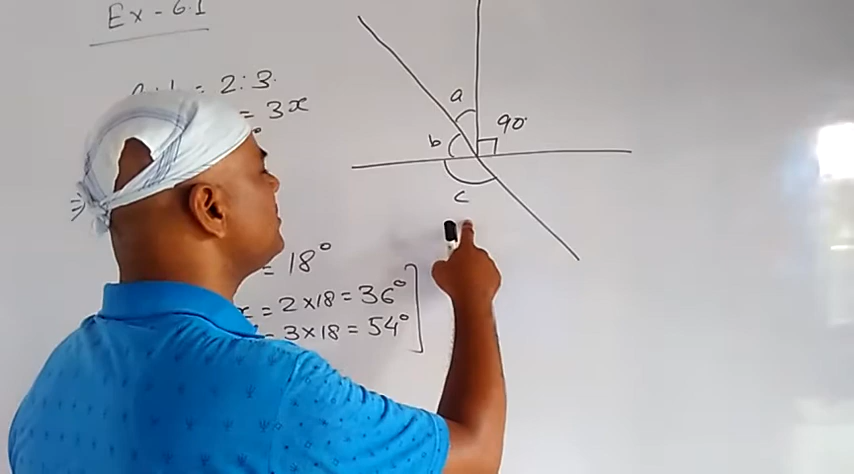 Ex - 6.1
= 2:3.
= 3x
= 18°
x = 2×18 = 36°
= 3×18 = 54°
a
b
90°
c